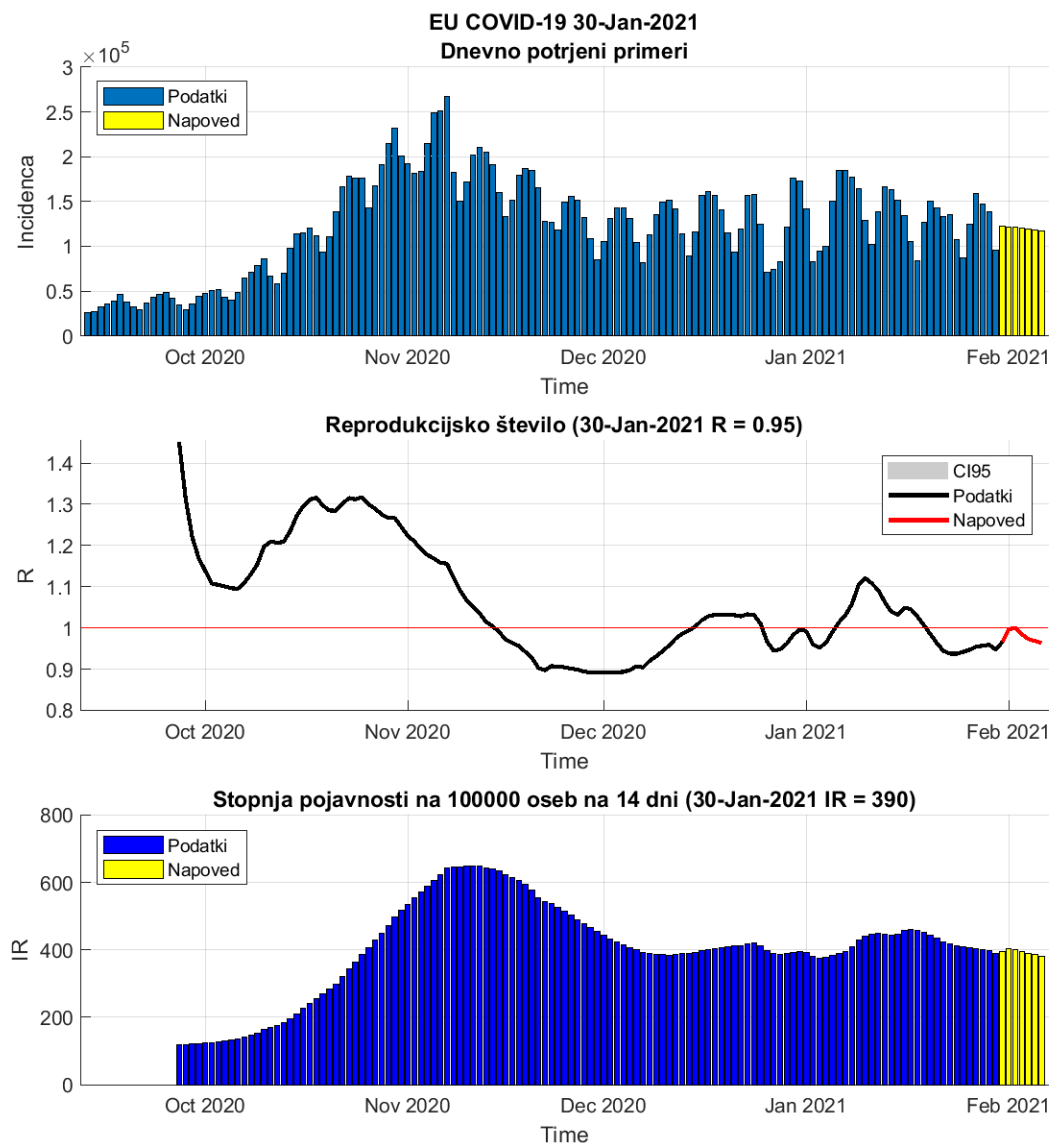 EU COVID-19 30-Jan-2021
Dnevno potrjeni primeri
×10^5
3
2.5
2
1.5
1
0.5
0
Incidenca
Podatki
Napoved
Oct 2020 Nov 2020 Dec 2020 Jan 2021 Feb 2021
Time
Reprodukcijsko število (30-Jan-2021 R = 0.95)
1.4
1.3
1.2
1.1
1
0.9
0.8
R
CI95
Podatki
Napoved
Oct 2020 Nov 2020 Dec 2020 Jan 2021 Feb 2021
Time
Stopnja pojavnosti na 100000 oseb na 14 dni (30-Jan-2021 IR = 390)
800
600
400
200
0
IR
Podatki
Napoved
Oct 2020 Nov 2020 Dec 2020 Jan 2021 Feb 2021
Time